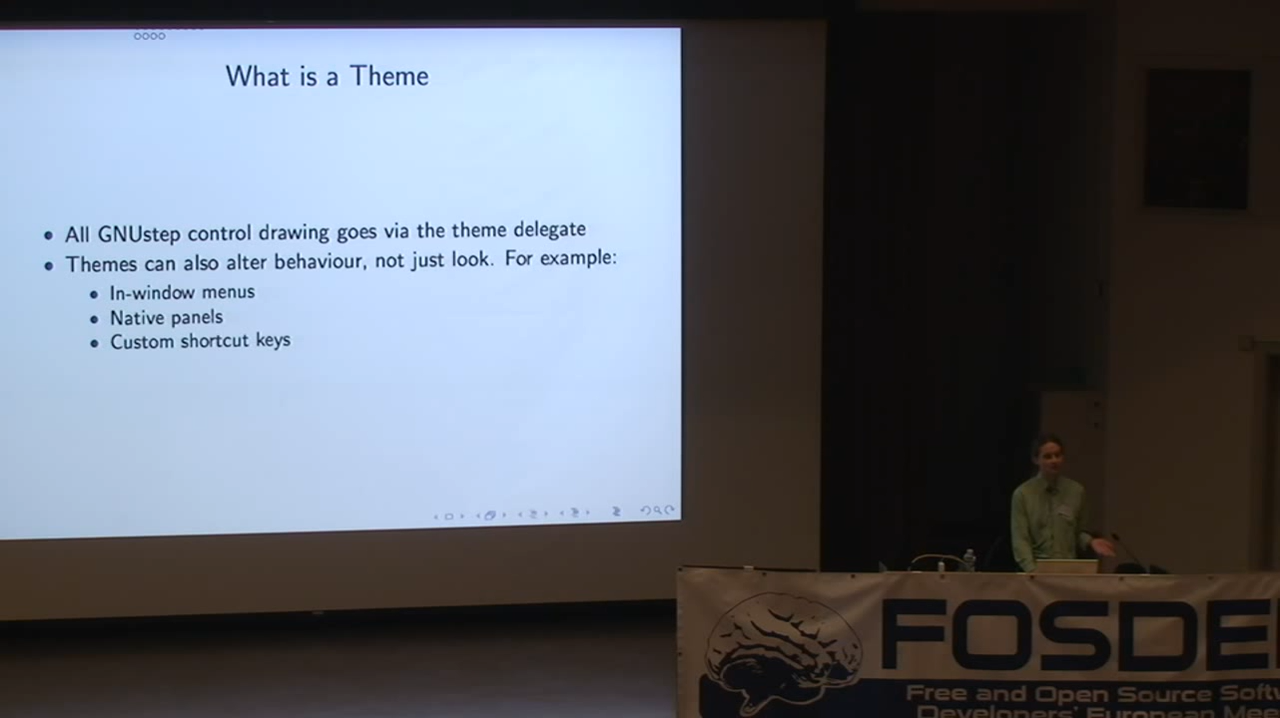 What is a Theme
All GNUstep control drawing goes via the theme delegate
Themes can also alter behaviour, not just look. For example:
In-window menus
Native panels
Custom shortcut keys
FOSDE
Free and Open Source Softw
Developers' European Mee